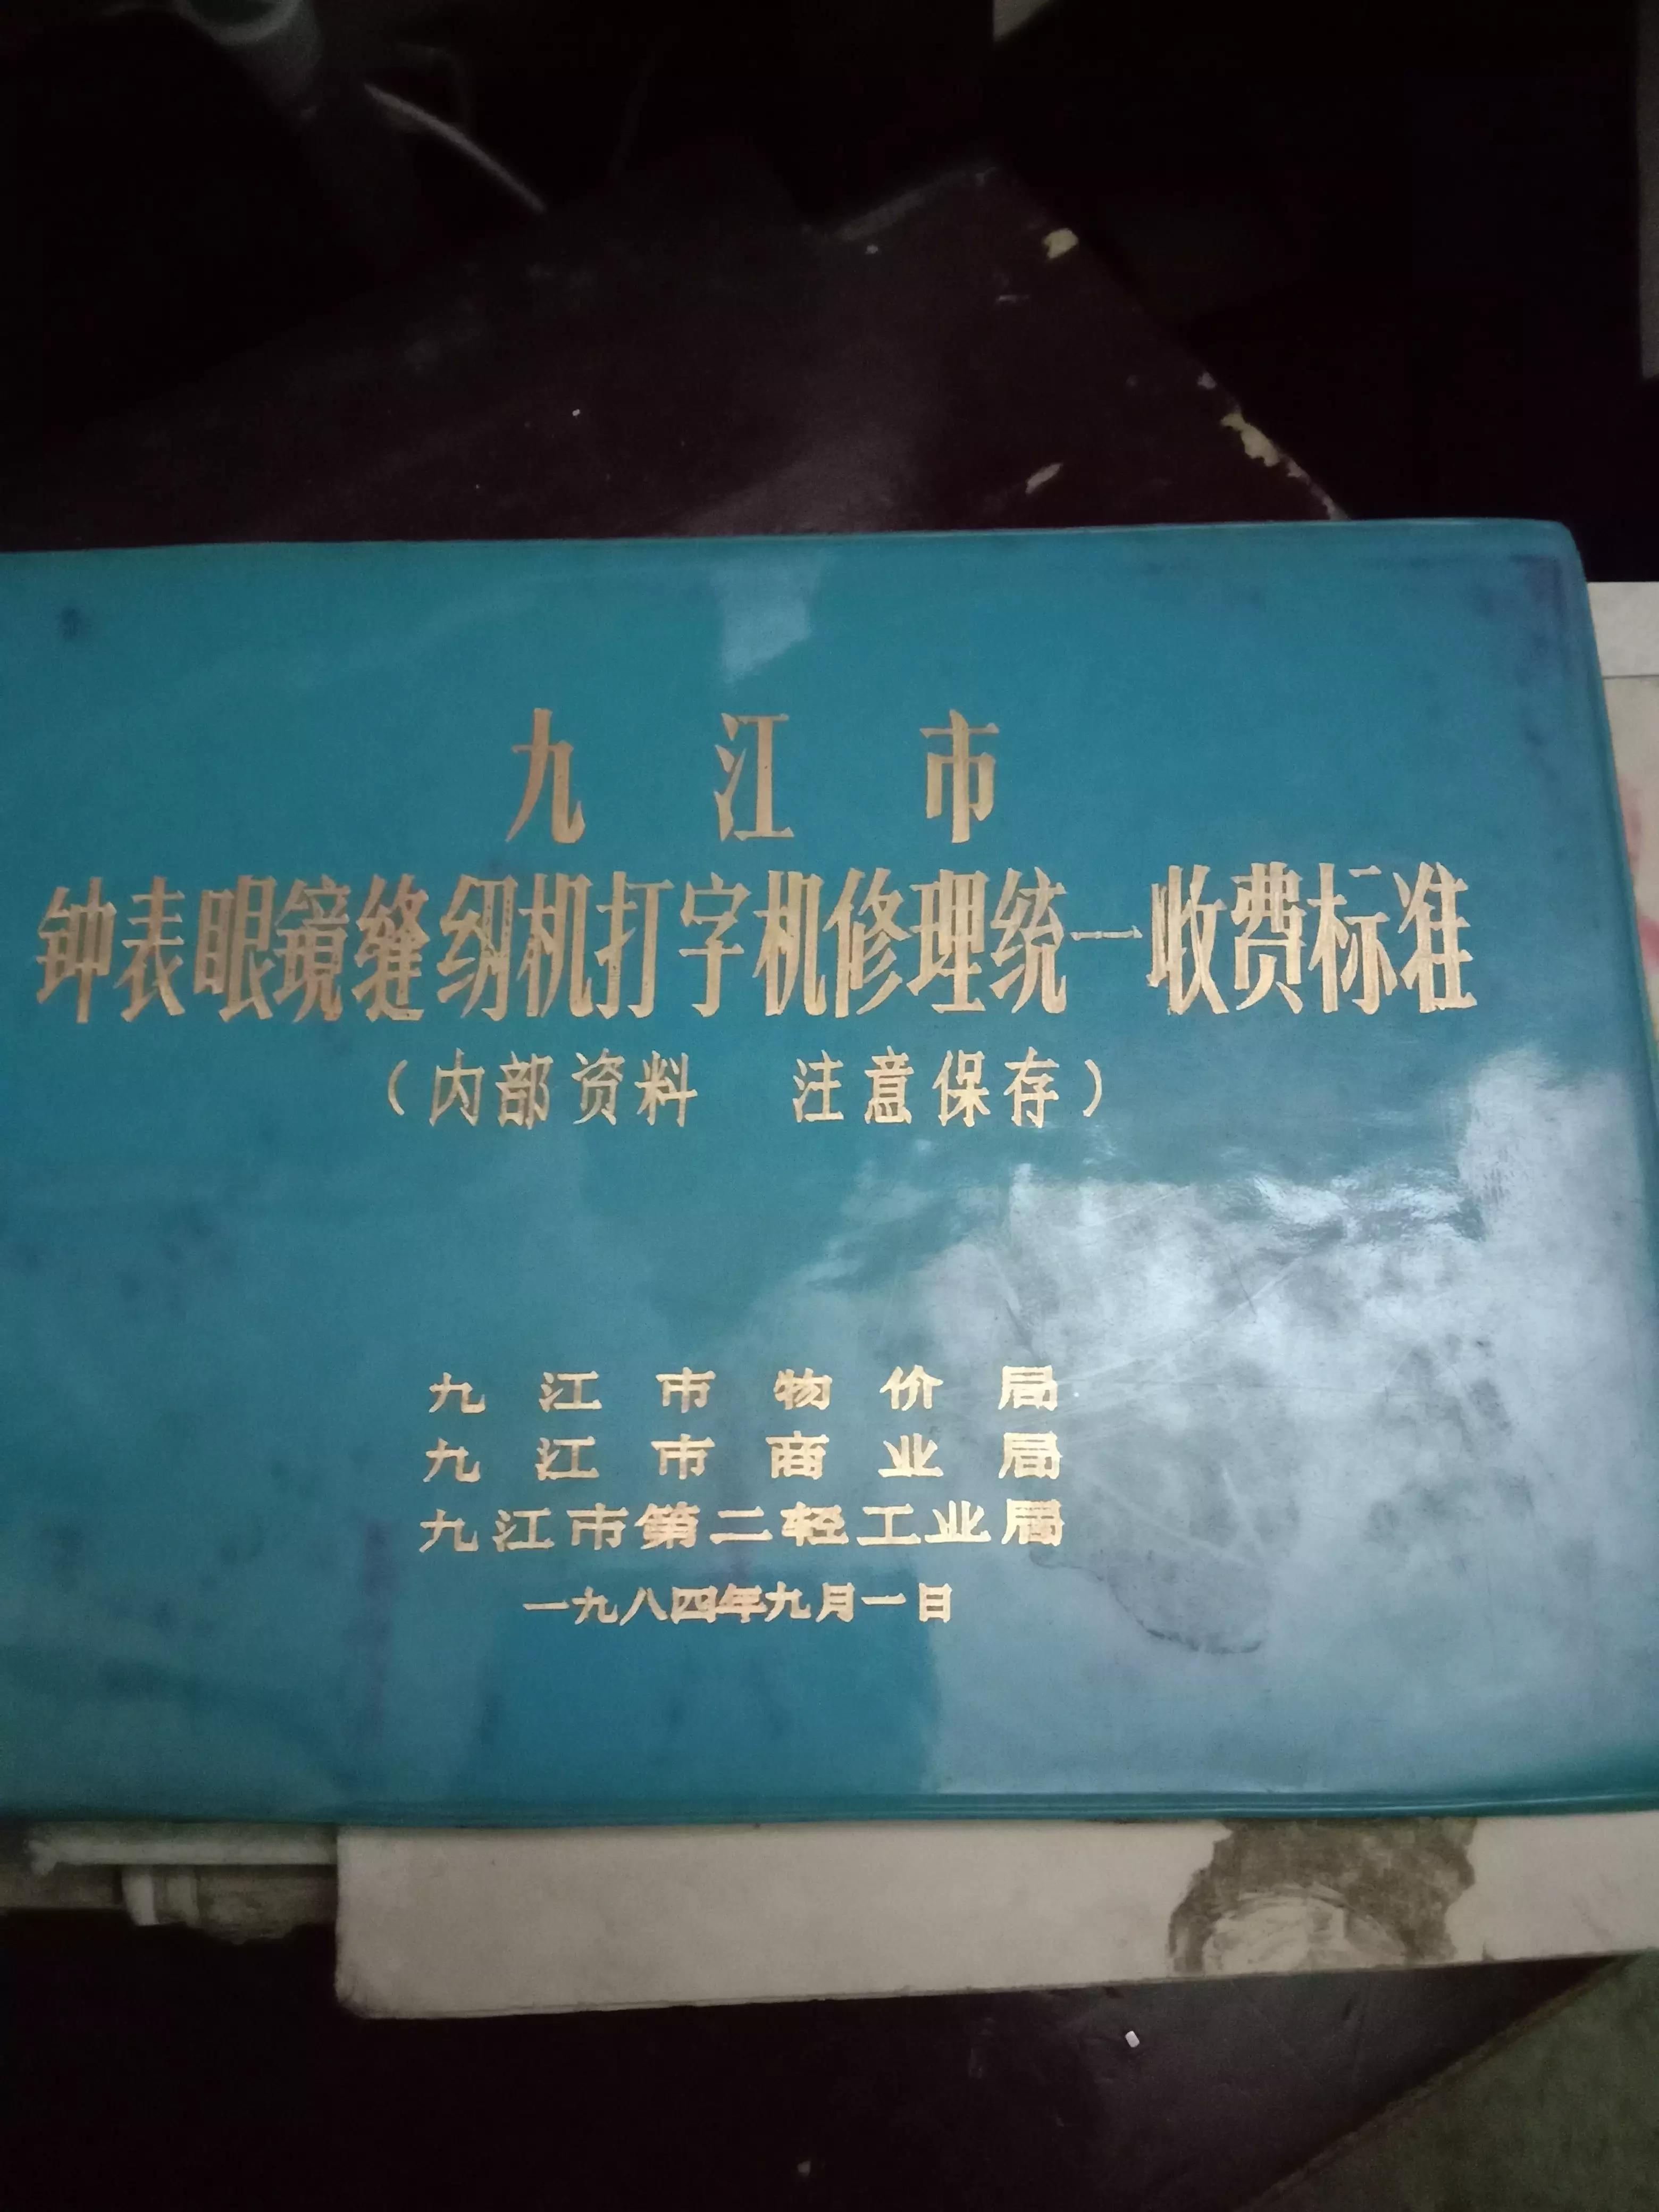 九江市
钟表眼镜缝纫机打字机修理统一收费标准
（内部资料 注意保存）
九江市物价局
九江市商业局
九江市第二轻工业局
一九八四年九月一日